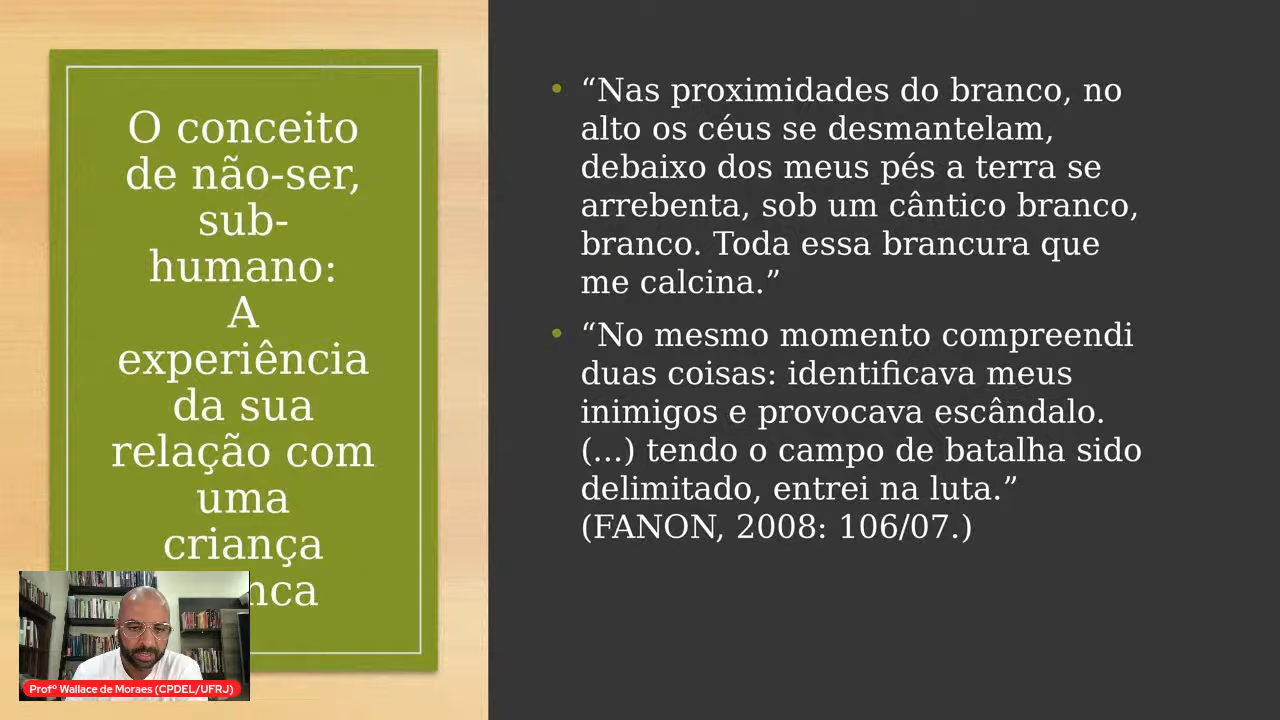 O conceito
de não-ser,
sub-
humano:
A
experiência
da sua
relação com
uma
criança
“Nas proximidades do branco, no
alto os céus se desmantelam,
debaixo dos meus pés a terra se
arrebenta, sob um cântico branco,
branco. Toda essa brancura que
me calcina.”
“No mesmo momento compreendi
duas coisas: identificava meus
inimigos e provocava escândalo.
(...) tendo o campo de batalha sido
delimitado, entrei na luta.”
(FANON, 2008: 106/07.)
Profº Wallace de Moraes (CPDEL/UFRJ)